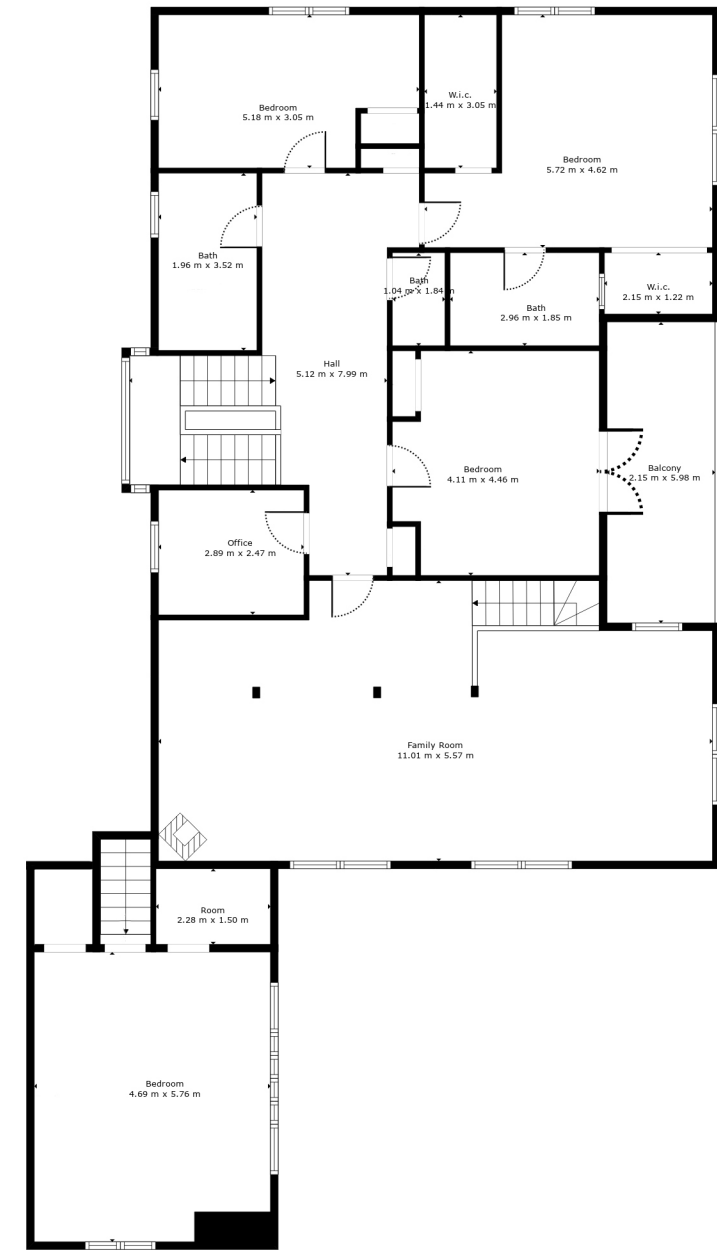 Bedroom
5.18 m x 3.05 m
W.i.c.
1.44 m x 3.05 m
Bedroom
5.72 m x 4.62 m
Bath
1.96 m x 3.52 m
Bath
1.04 m x 1.84 m
Bath
2.96 m x 1.85 m
W.i.c.
2.15 m x 1.22 m
Hall
5.12 m x 7.99 m
Bedroom
4.11 m x 4.46 m
Balcony
2.15 m x 5.98 m
Office
2.89 m x 2.47 m
Family Room
11.01 m x 5.57 m
Room
2.28 m x 1.50 m
Bedroom
4.69 m x 5.76 m